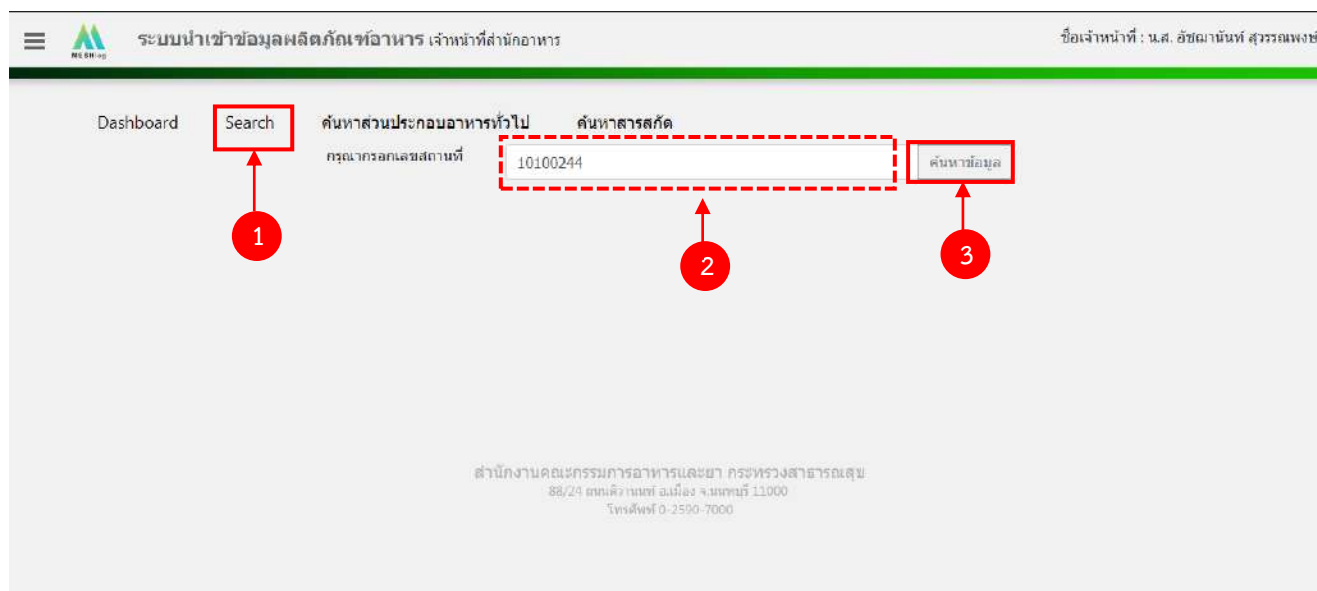 ระบบนำเข้าข้อมูลผลิตภัณฑ์อาหาร เจ้าหน้าที่สำนักอาหาร
ชื่อเจ้าหน้าที่ : น.ส. อัชฌานันท์ สุวรรณพงษ์
Dashboard Search ค้นหาส่วนประกอบอาหารทั่วไป ค้นหาสารสกัด
กรุณากรอกเลขสถานที่ 10100244 ค้นหาข้อมูล
1
2
3
สำนักงานคณะกรรมการอาหารและยา กระทรวงสาธารณสุข
88/24 ถนนติวานนท์ อ.เมือง จ.นนทบุรี 11000
โทรศัพท์ 0-2590-7000